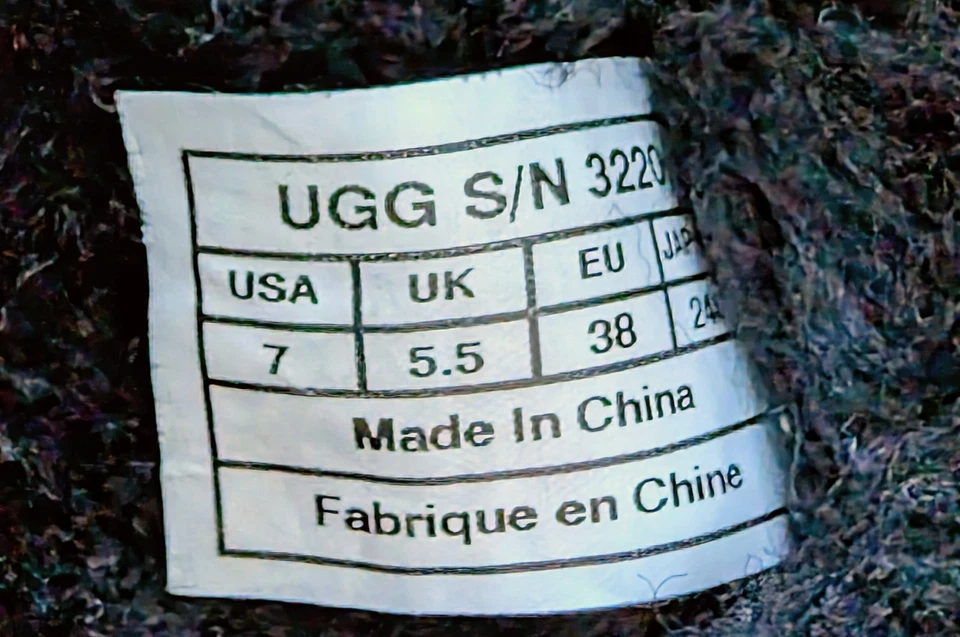 UGG S/N 3220
USA UK EU
7 5.5 38
Made In China
Fabrique en Chine